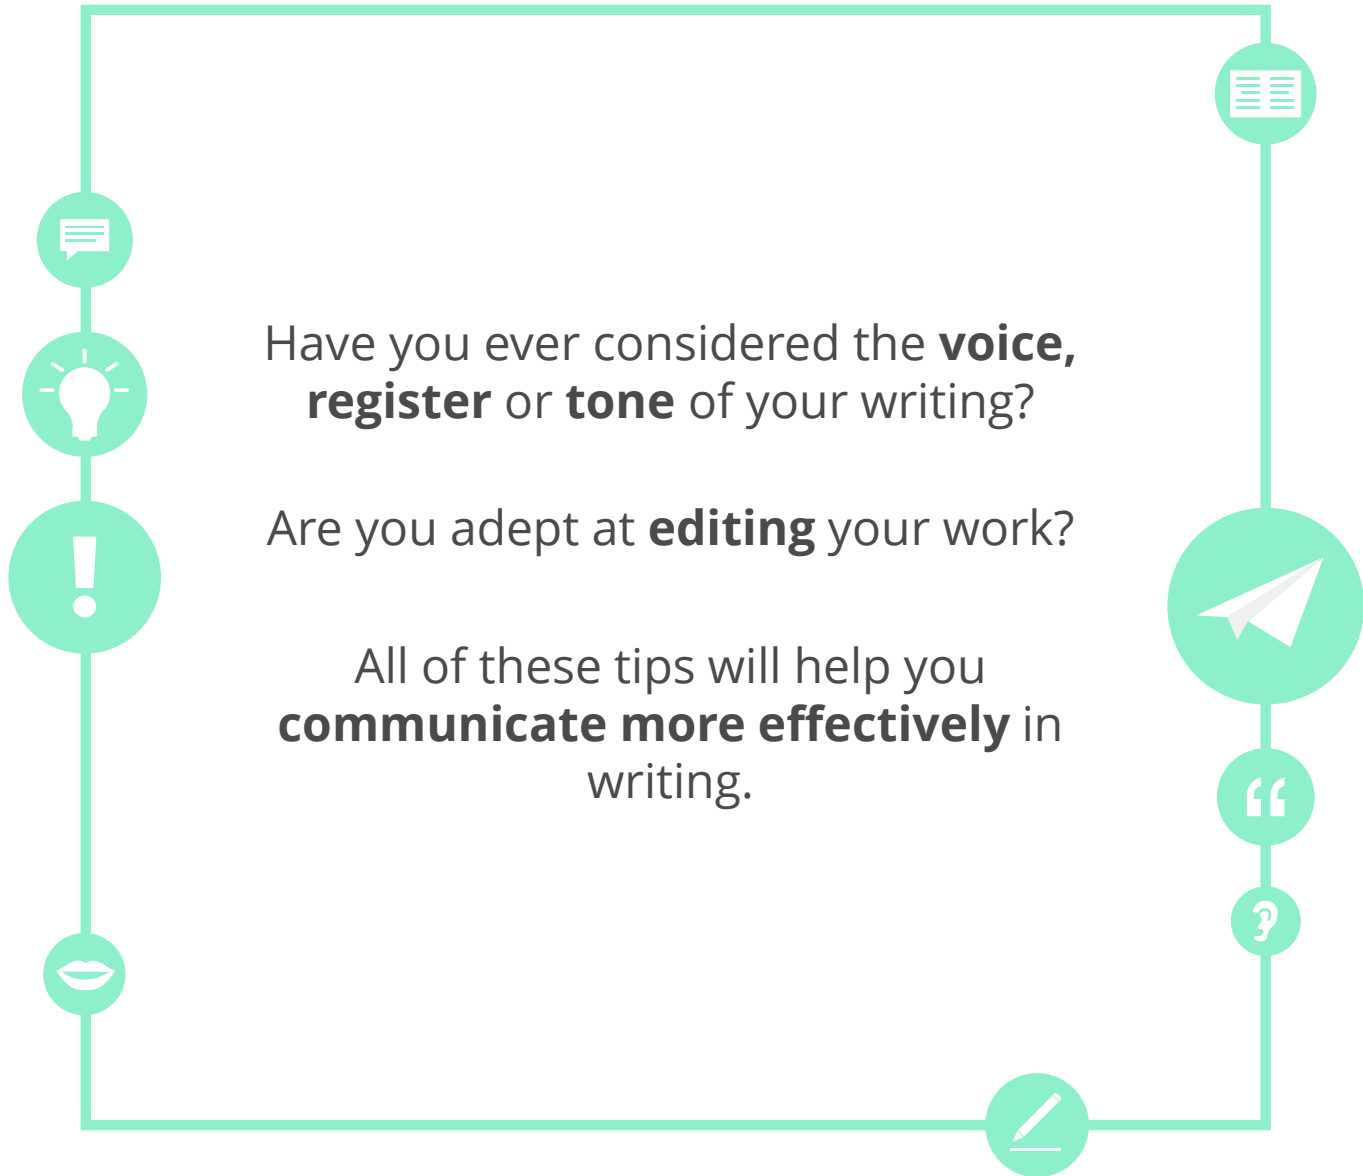 Have you ever considered the voice,
register or tone of your writing?
Are you adept at editing your work?
All of these tips will help you
communicate more effectively in
writing.